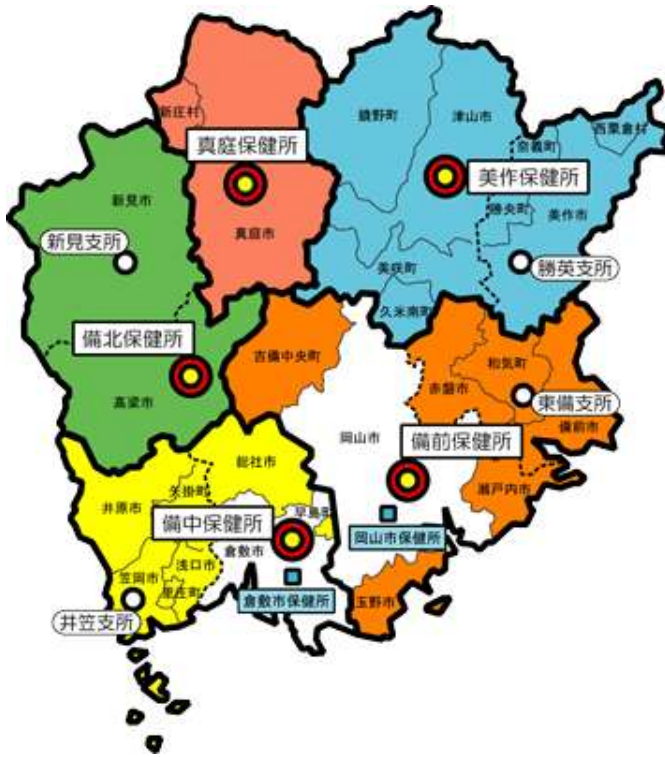 新庄村
鏡野町
津山市
奈義町
西粟倉村
真庭保健所
美作保健所
新見市
勝央町
美作市
真庭市
新見支所
美咲町
勝英支所
久米南町
備北保健所
吉備中央町
和気町
赤磐市
東備支所
高梁市
備前市
岡山市
備前保健所
総社市
瀬戸内市
矢掛町
井原市
早島町
備中保健所
岡山市保健所
倉敷市
浅口市
笠岡市
里庄町
倉敷市保健所
玉野市
井笠支所